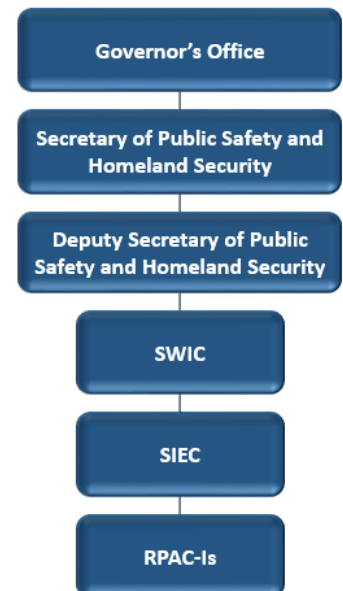 Governor’s Office
Secretary of Public Safety and
Homeland Security
Deputy Secretary of Public
Safety and Homeland Security
SWIC
SIEC
RPAC-Is